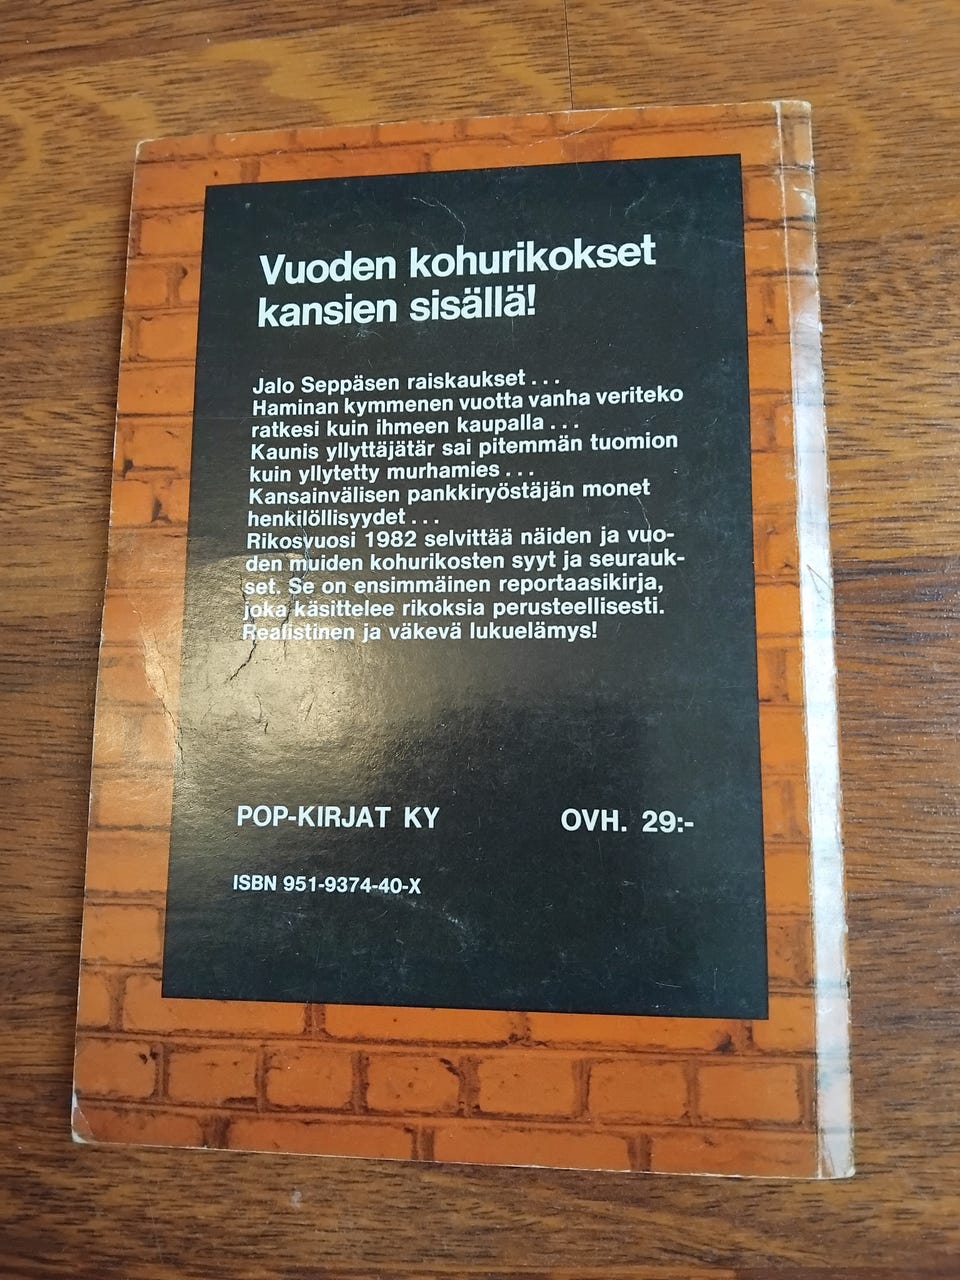 Vuoden kohurikokset
kansien sisällä!
Jalo Seppäsen raiskaukset...
Haminan kymmenen vuotta vanha veriteko
ratkesi kuin ihmeen kaupalla...
Kaunis yllyttäjätär sai pitemmän tuomion
kuin yllytetty murhamies...
Kansainvälisen pankkiryöstäjän monet
henkilöllisyydet...
Rikosvuosi 1982 selvittää näiden ja vuo-
den muiden kohurikosten syyt ja seurauk-
set. Se on ensimmäinen reportaasikirja,
joka käsittelee rikoksia perusteellisesti.
Realistinen ja väkevä lukuelämys!
POP-KIRJAT KY OVH. 29:-
ISBN 951-9374-40-X